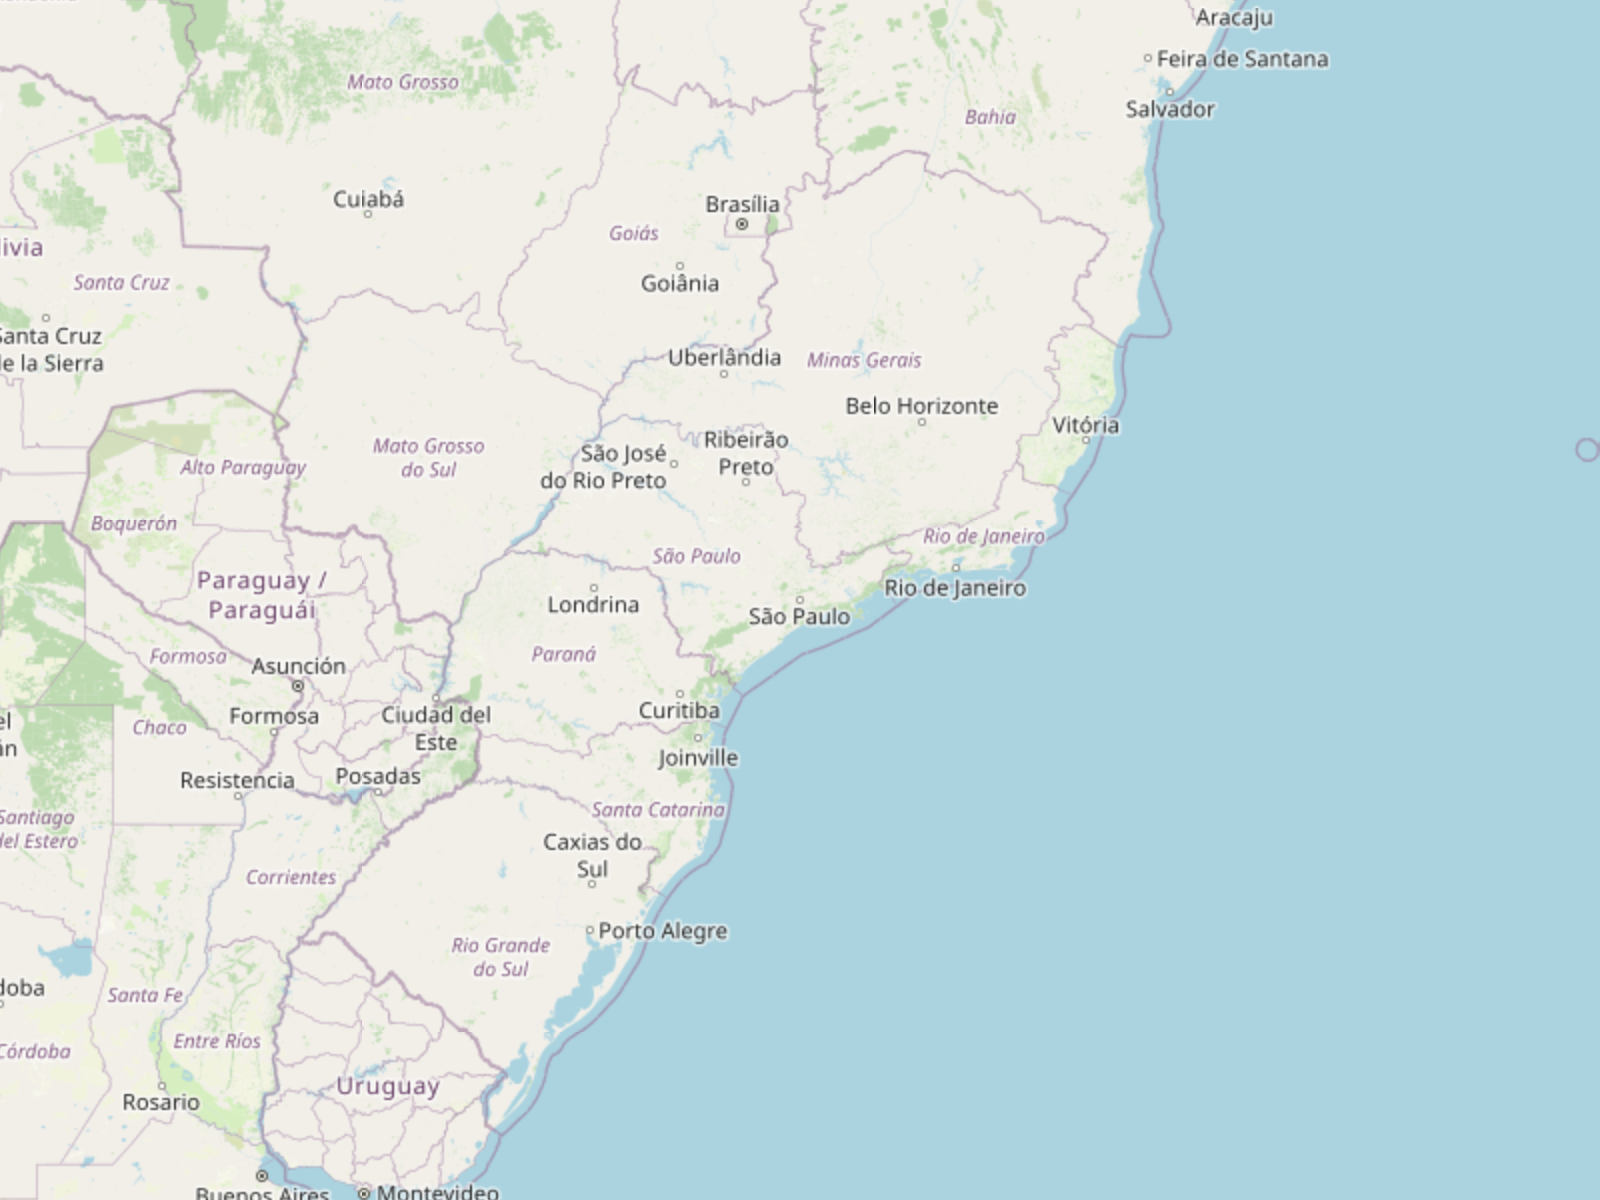 Aracaju
Feira de Santana
Mato Grosso
Salvador
Bahia
Cuiabá
Brasília
Goiás
livia
Santa Cruz
Goiânia
Santa Cruz
de la Sierra
Uberlândia
Minas Gerais
Belo Horizonte
Vitória
Mato Grosso
do Sul
Ribeirão
Preto
São José
do Rio Preto
Alto Paraguay
Boquerón
Rio de Janeiro
São Paulo
Paraguay /
Paraguái
Rio de Janeiro
Londrina
São Paulo
Formosa
Asunción
Paraná
Formosa
Ciudad del
Este
Curitiba
Chaco
el
án
Joinville
Resistencia
Posadas
Santa Catarina
Santiago
del Estero
Caxias do
Sul
Corrientes
Porto Alegre
Rio Grande
do Sul
doba
Santa Fe
Entre Ríos
Córdoba
Uruguay
Rosario
Buenos Aires
Montevideo